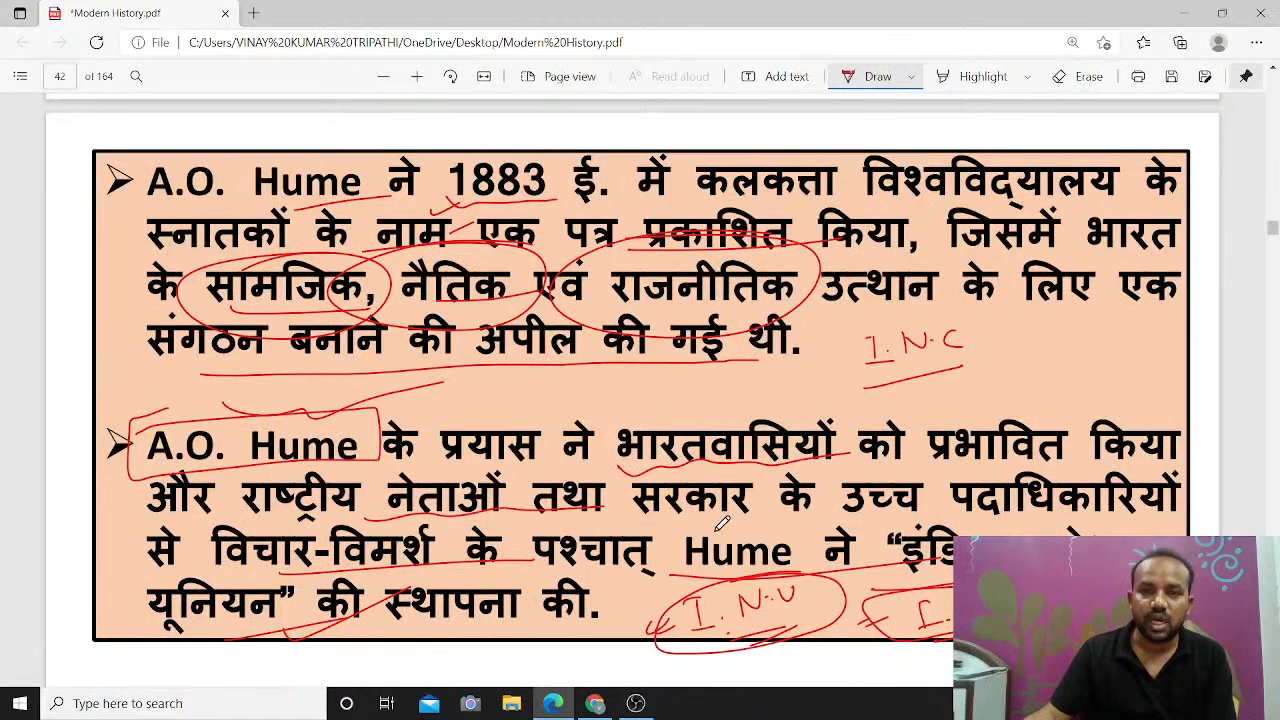 *Modern History.pdf
File C:/Users/VINAY%20KUMAR%20TRIPATHI/OneDrive/Desktop/Modern%20History.pdf
42 of 164 Page view Read aloud Add text Draw Highlight Erase
A.O. Hume ने 1883 ई. में कलकत्ता विश्वविद्यालय के
स्नातकों के नाम एक पत्र प्रकाशित किया, जिसमें भारत
के सामजिक, नैतिक एवं राजनीतिक उत्थान के लिए एक
संगठन बनाने की अपील की गई थी.
I.N.C
A.O. Hume के प्रयास ने भारतवासियों को प्रभावित किया
और राष्ट्रीय नेताओं तथा सरकार के उच्च पदाधिकारियों
से विचार-विमर्श के पश्चात् Hume ने
यूनियन” की स्थापना की.
I.N.U I.
Type here to search